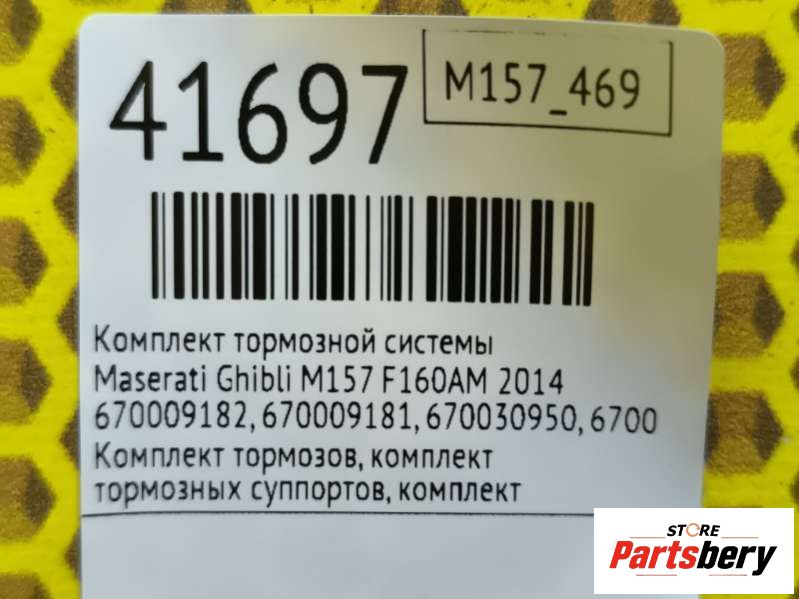 41697
M157_469
Комплект тормозной системы
Maserati Ghibli M157 F160AM 2014
670009182, 670009181, 670030950, 6700
Комплект тормозов, комплект
тормозных суппортов, комплект
STORE
Partsbery